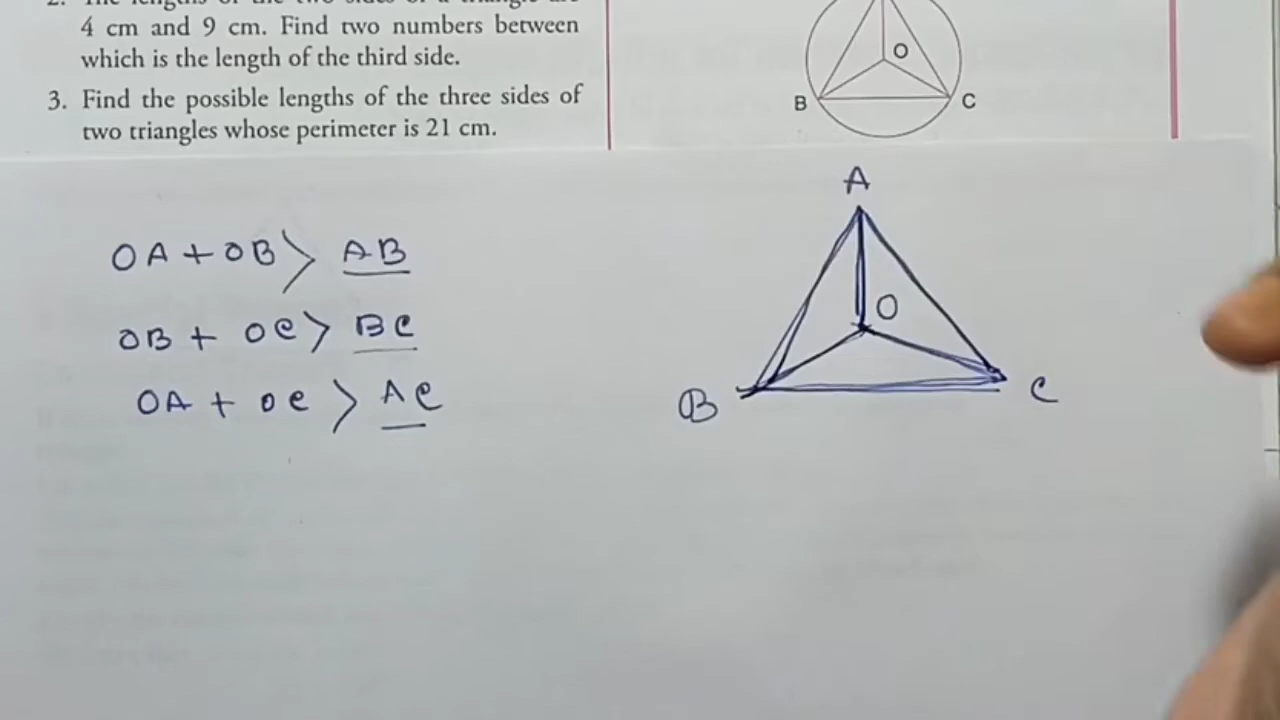 4 cm and 9 cm. Find two numbers between
which is the length of the third side.
3. Find the possible lengths of the three sides of
two triangles whose perimeter is 21 cm.
O
B
C
A
OA + OB > AB
O
OB + OC > BC
OA + OC > AC
B
C